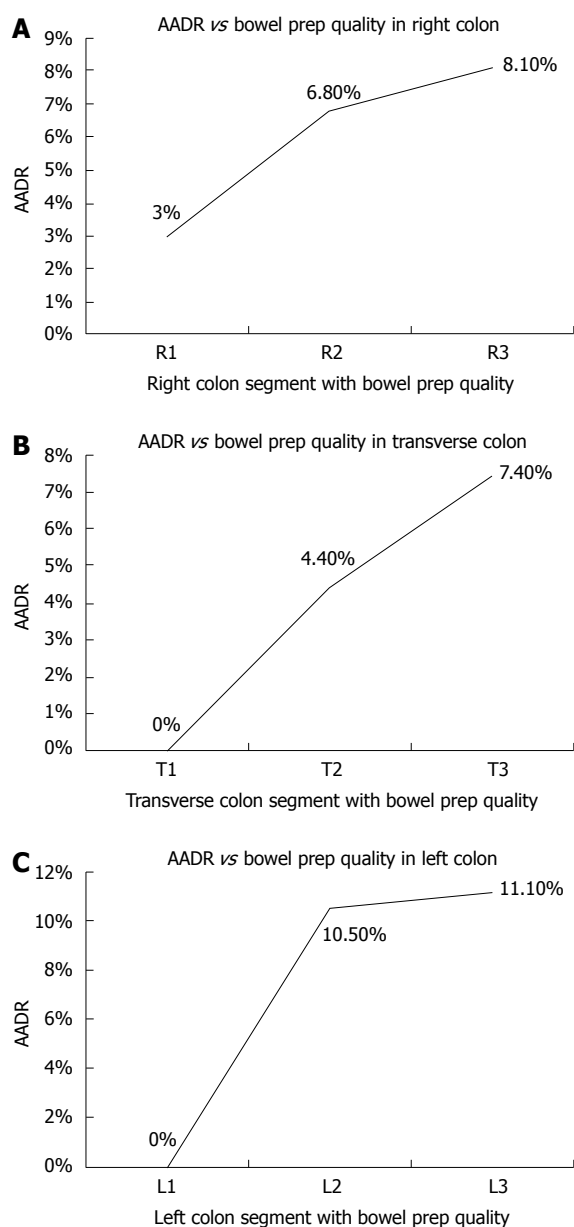 A
AADR vs bowel prep quality in right colon
9%
8%
7%
6%
5%
4%
3%
2%
1%
0%
AADR
3%
6.80%
8.10%
R1 R2 R3
Right colon segment with bowel prep quality
B
AADR vs bowel prep quality in transverse colon
8%
7%
6%
5%
4%
3%
2%
1%
0%
AADR
0%
4.40%
7.40%
T1 T2 T3
Transverse colon segment with bowel prep quality
C
AADR vs bowel prep quality in left colon
12%
10%
8%
6%
4%
2%
0%
AADR
0%
10.50%
11.10%
L1 L2 L3
Left colon segment with bowel prep quality